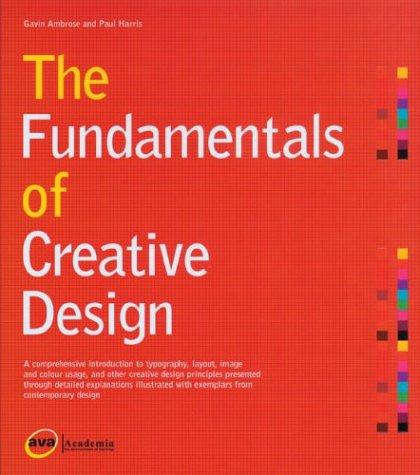 Gavin Ambrose and Paul Harris
The
Fundamentals
of
Creative
Design
A comprehensive introduction to typography, layout, image
and colour usage, and other creative design principles presented
through detailed explanations illustrated with exemplars from
contemporary design
ava Academia